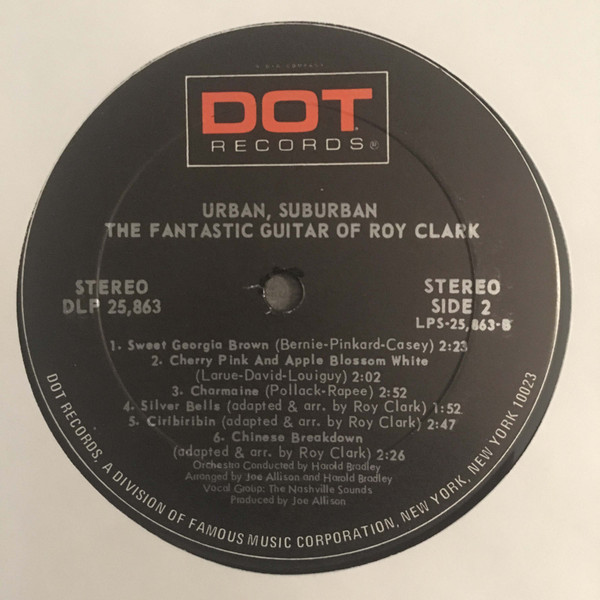 A G+W COMPANY
DOT
RECORDS®
URBAN, SUBURBAN
THE FANTASTIC GUITAR OF ROY CLARK
STEREO
DLP 25,863
STEREO
SIDE 2
LPS-25,863-B
1. Sweet Georgia Brown (Bernie-Pinkard-Casey) 2:23
2. Cherry Pink And Apple Blossom White
(Larue-David-Louiguy) 2:02
3. Charmaine (Pollack-Rapee) 2:52
4. Silver Bells (adapted & arr. by Roy Clark) 1:52
5. Ciribiribin (adapted & arr. by Roy Clark) 2:47
6. Chinese Breakdown
(adapted & arr. by Roy Clark) 2:26
Orchestra Conducted by Harold Bradley
Arranged by Joe Allison and Harold Bradley
Vocal Group: The Nashville Sounds
Produced by Joe Allison
DOT RECORDS, A DIVISION OF FAMOUS MUSIC CORPORATION, NEW YORK, NEW YORK 10023